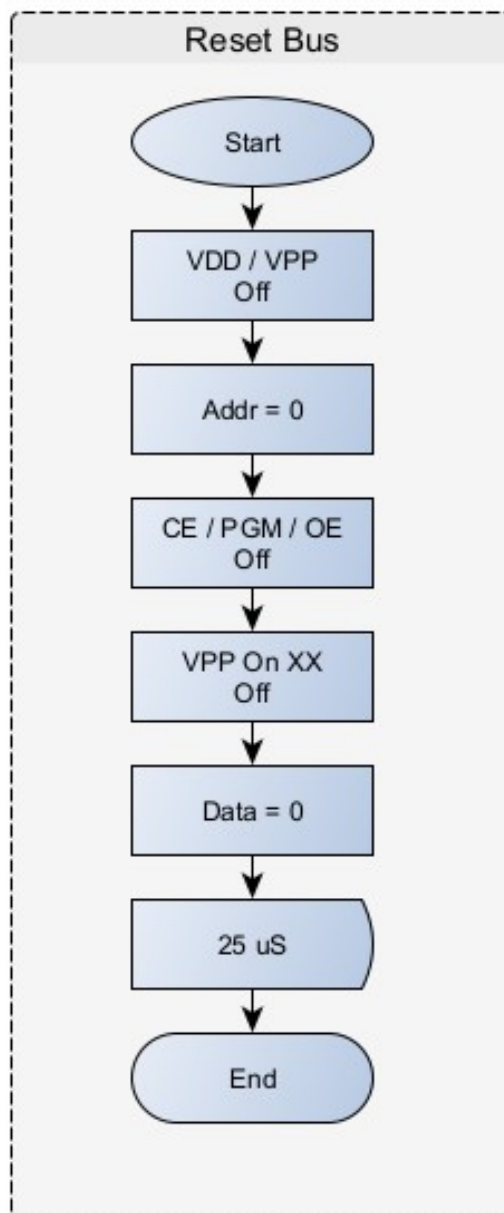 Reset Bus
Start
VDD / VPP
Off
Addr = 0
CE / PGM / OE
Off
VPP On XX
Off
Data = 0
25 uS
End